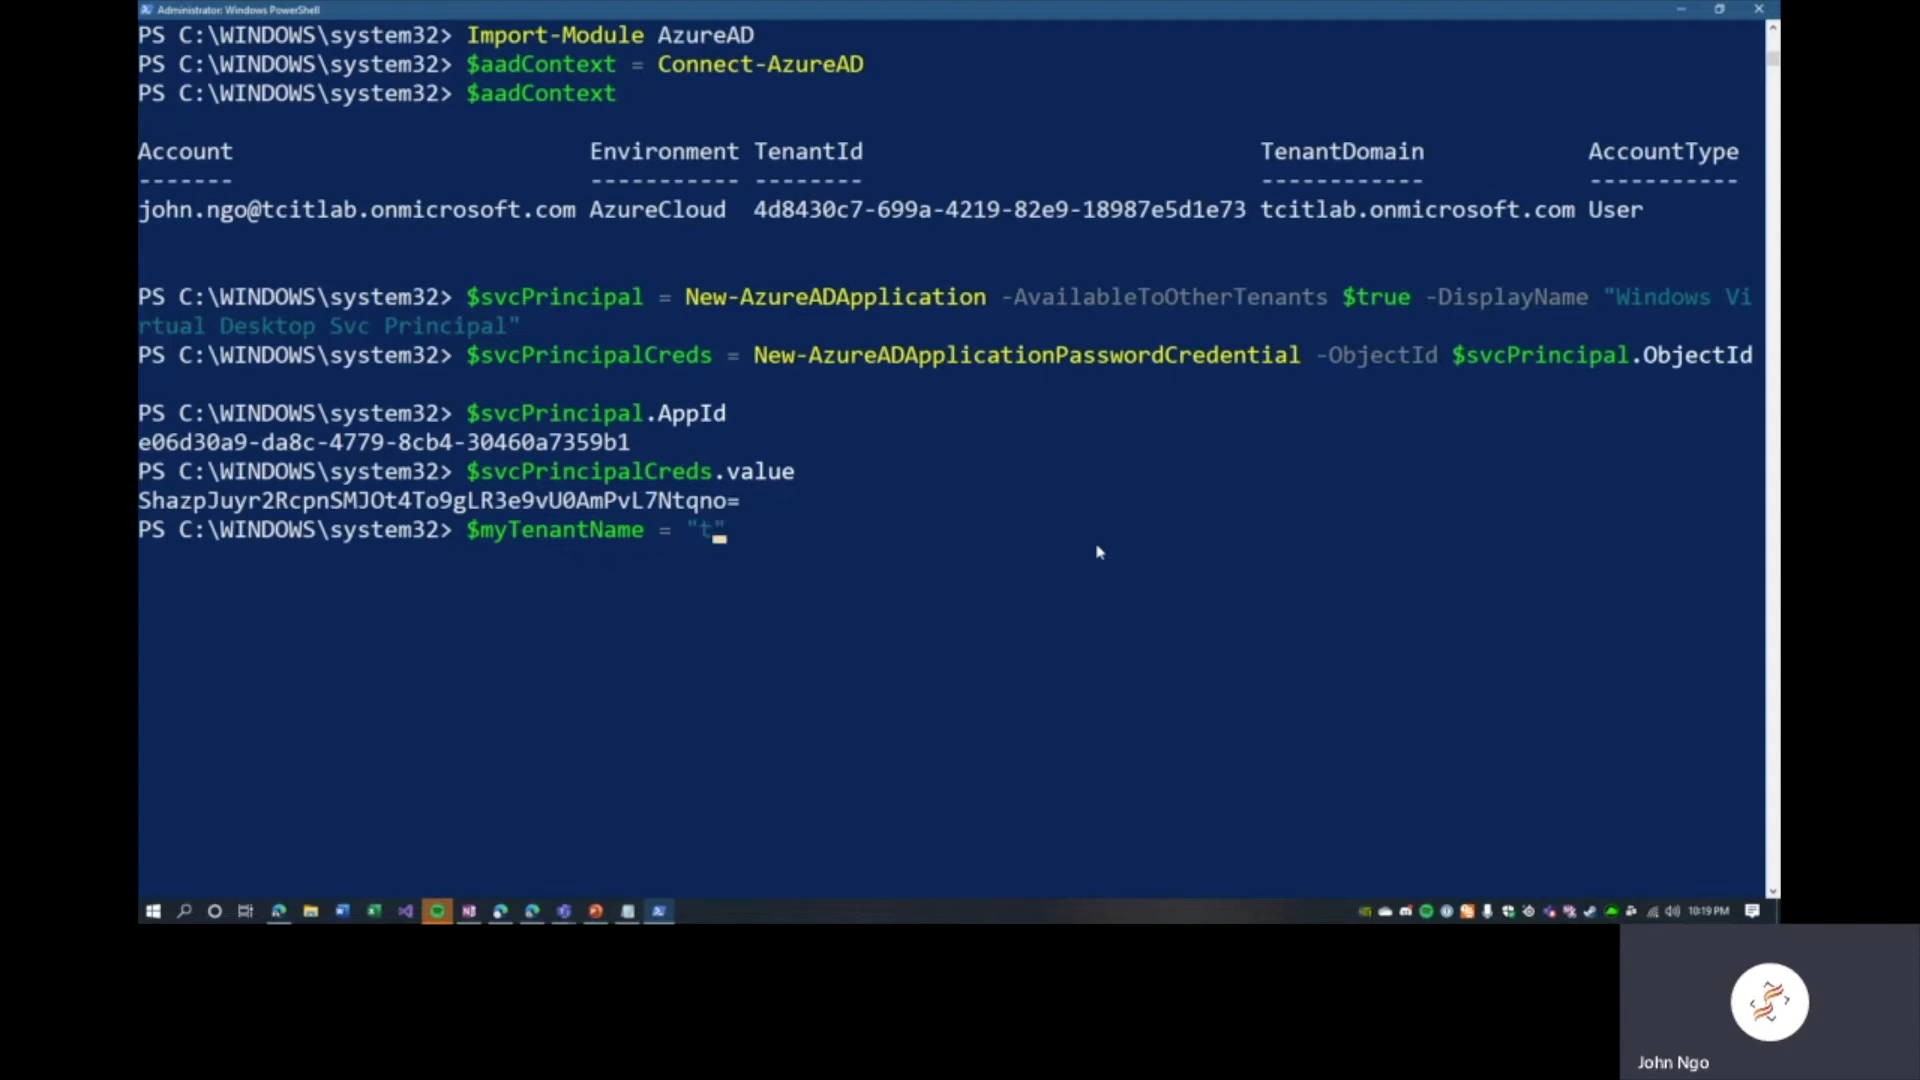 Administrator: Windows PowerShell
PS C:\WINDOWS\system32> Import-Module AzureAD
PS C:\WINDOWS\system32> $aadContext = Connect-AzureAD
PS C:\WINDOWS\system32> $aadContext
Account Environment TenantId TenantDomain AccountType
------- ----------- -------- ------------ -----------
john.ngo@tcitlab.onmicrosoft.com AzureCloud 4d8430c7-699a-4219-82e9-18987e5d1e73 tcitlab.onmicrosoft.com User
PS C:\WINDOWS\system32> $svcPrincipal = New-AzureADApplication -AvailableToOtherTenants $true -DisplayName "Windows Vi
rtual Desktop Svc Principal"
PS C:\WINDOWS\system32> $svcPrincipalCreds = New-AzureADApplicationPasswordCredential -ObjectId $svcPrincipal.ObjectId
PS C:\WINDOWS\system32> $svcPrincipal.AppId
e06d30a9-da8c-4779-8cb4-30460a7359b1
PS C:\WINDOWS\system32> $svcPrincipalCreds.value
ShazpJuyr2RcpnSMJOt4To9gLR3e9vU0AmPvL7Ntqno=
PS C:\WINDOWS\system32> $myTenantName = "t"
10:19 PM
John Ngo